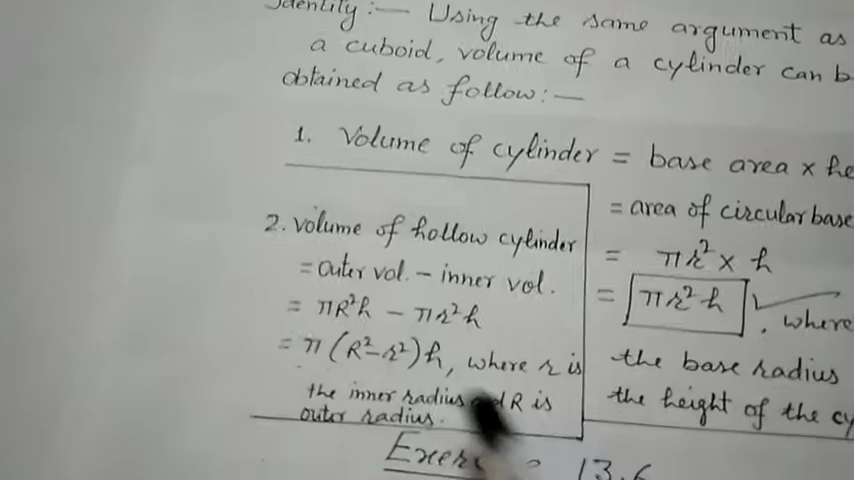 Identity :— Using the same argument as
a cuboid, volume of a cylinder can b
obtained as follow :—
1. Volume of cylinder = base area x he
= area of circular base
= πr² x h
= πr²h, where
the base radius
the height of the cy
2. volume of hollow cylinder
= outer vol. – inner vol.
= πR²h – πr²h
= π(R²–r²)h, where r is
the inner radius and R is
outer radius.
13.6